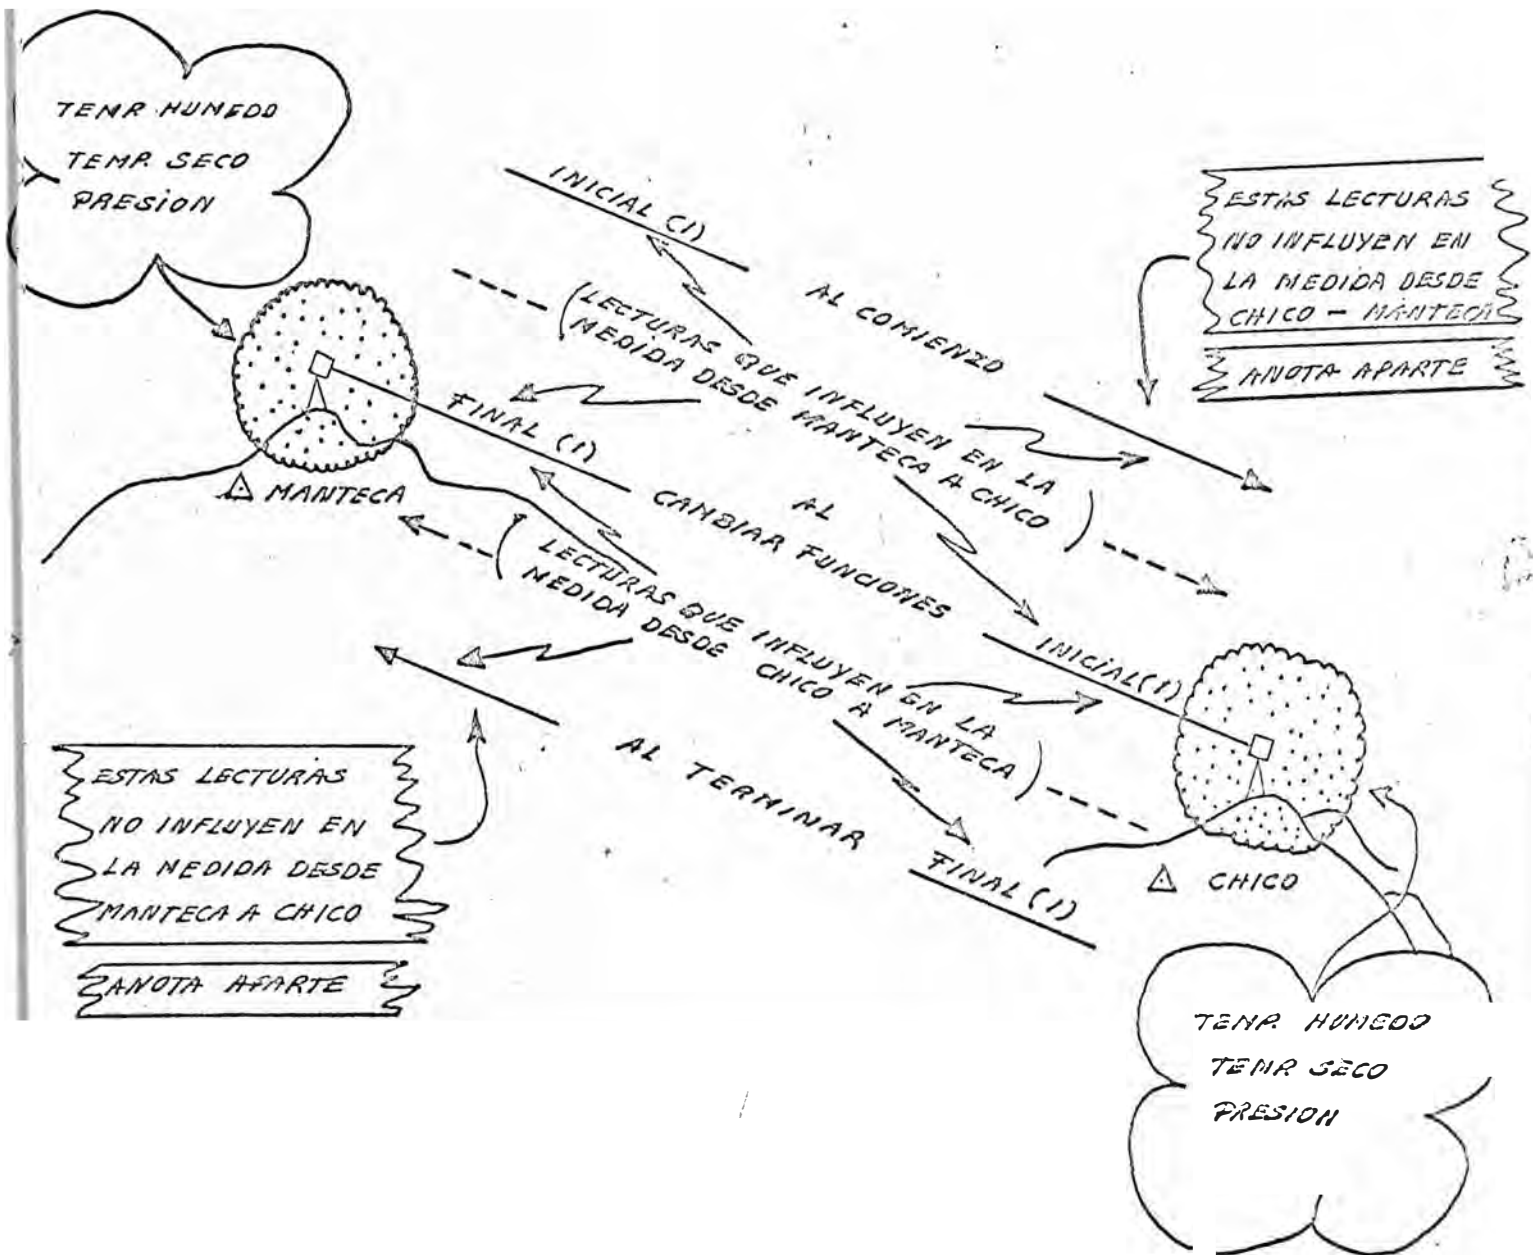 TEMP. HUMEDO
TEMP. SECO
PRESION
INICIAL (1)
AL COMIENZO
ESTAS LECTURAS
NO INFLUYEN EN
LA MEDIDA DESDE
CHICO - MANTECA
ANOTA APARTE
(LECTURAS QUE INFLUYEN EN LA
MEDIDA DESDE MANTECA A CHICO)
MANTECA
FINAL (1)
AL
CAMBIAR FUNCIONES
INICIAL (1)
(LECTURAS QUE INFLUYEN EN LA
MEDIDA DESDE CHICO A MANTECA)
ESTAS LECTURAS
NO INFLUYEN EN
LA MEDIDA DESDE
MANTECA A CHICO
ANOTA APARTE
AL TERMINAR
FINAL (1)
CHICO
TEMP. HUMEDO
TEMP. SECO
PRESION